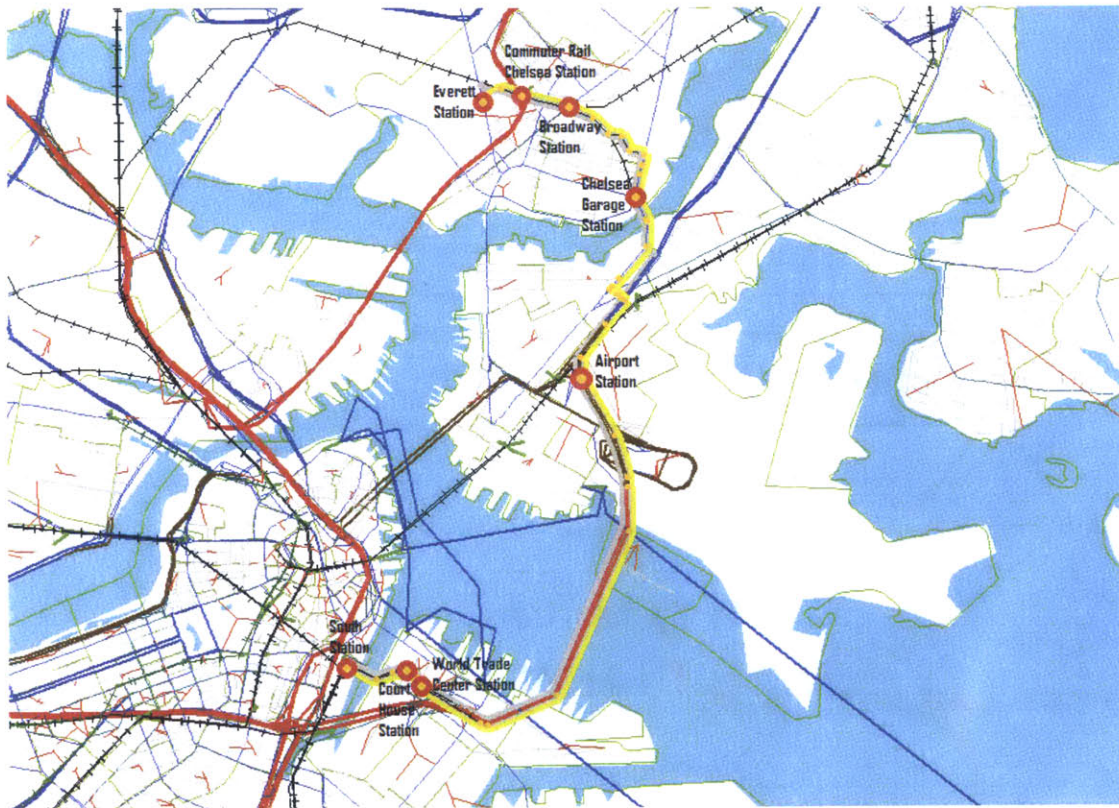 Commuter Rail
Chelsea Station
Everett
Station
Broadway
Station
Chelsea
Garage
Station
Airport
Station
South
Station
World Trade
Center Station
Court
House
Station